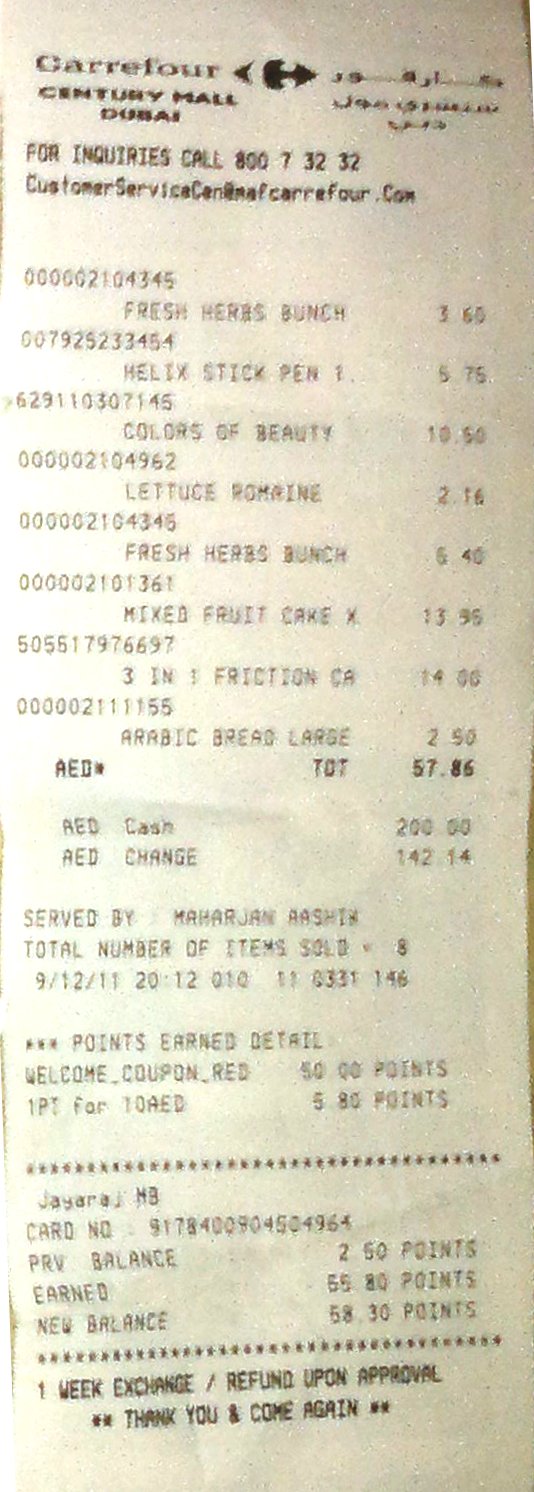 Carrefour كارفور
CENTURY MALL سنشري مول
DUBAI دبي
FOR INQUIRIES CALL 800 7 32 32
CustomerServiceCen@mafcarrefour.Com
000002104345
FRESH HERBS BUNCH 3.60
007925233454
HELIX STICK PEN 1. 5.75
629110307145
COLORS OF BEAUTY 10.50
000002104962
LETTUCE ROMAINE 2.16
000002104345
FRESH HERBS BUNCH 5.40
000002101361
MIXED FRUIT CAKE X 13.95
505517976697
3 IN 1 FRICTION CA 14.00
000002111155
ARABIC BREAD LARGE 2.50
AED* TOT 57.86
AED Cash 200.00
AED CHANGE 142.14
SERVED BY : MAHARJAN AASHIK
TOTAL NUMBER OF ITEMS SOLD = 8
9/12/11 20:12 010 11 0331 146
*** POINTS EARNED DETAIL
WELCOME_COUPON_RED 50.00 POINTS
1PT for 10AED 5.80 POINTS
****************************************
Jayaraj MB
CARD NO : 9178400904504964
PRV BALANCE 2.50 POINTS
EARNED 55.80 POINTS
NEW BALANCE 58.30 POINTS
****************************************
1 WEEK EXCHANGE / REFUND UPON APPROVAL
** THANK YOU & COME AGAIN **